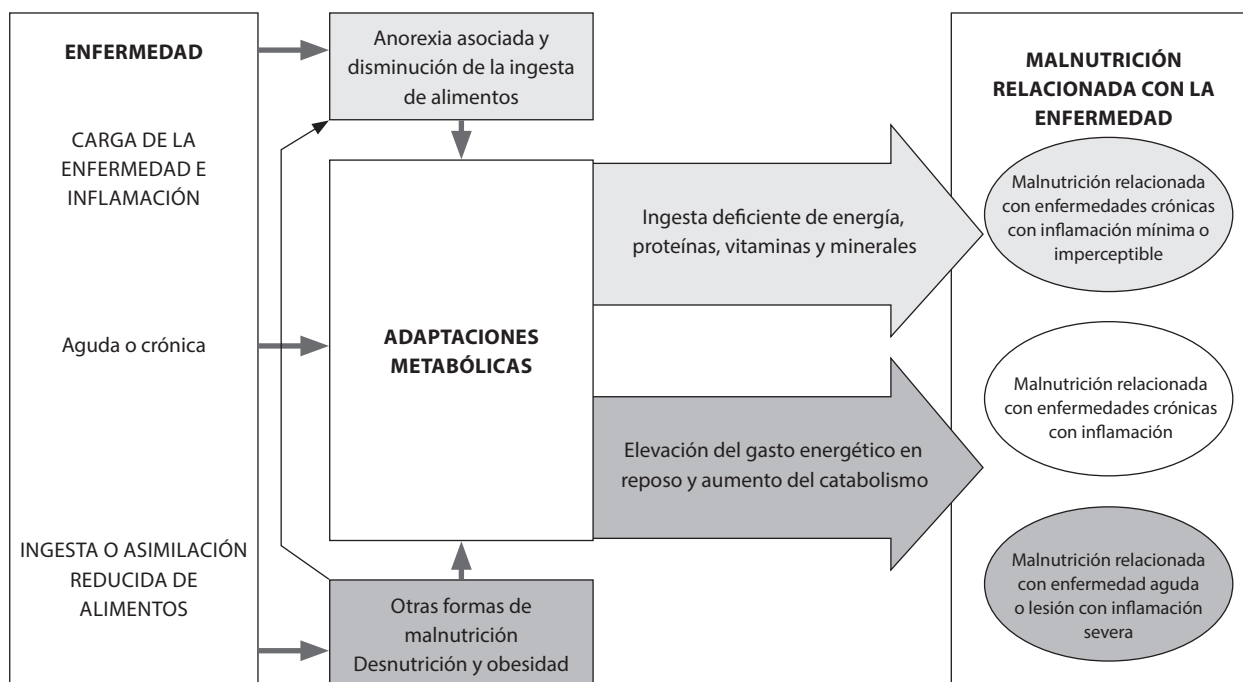 ENFERMEDAD
CARGA DE LA
ENFERMEDAD E
INFLAMACIÓN
Aguda o crónica
INGESTA O ASIMILACIÓN
REDUCIDA DE
ALIMENTOS
Anorexia asociada y
disminución de la ingesta
de alimentos
ADAPTACIONES
METABÓLICAS
Otras formas de
malnutrición
Desnutrición y obesidad
Ingesta deficiente de energía,
proteínas, vitaminas y minerales
Elevación del gasto energético en
reposo y aumento del catabolismo
MALNUTRICIÓN
RELACIONADA CON LA
ENFERMEDAD
Malnutrición relacionada
con enfermedades crónicas
con inflamación mínima o
imperceptible
Malnutrición relacionada
con enfermedades crónicas
con inflamación
Malnutrición relacionada
con enfermedad aguda
o lesión con inflamación
severa